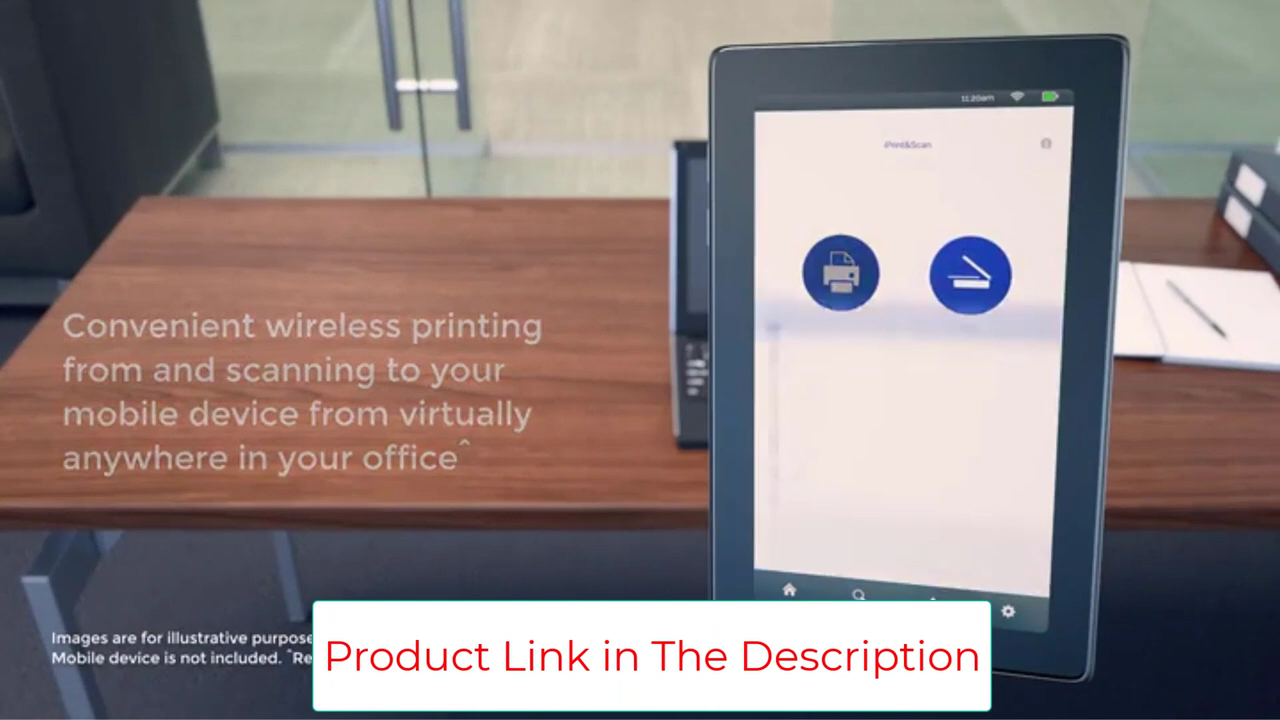 11:20am
iPrint&Scan
Convenient wireless printing
from and scanning to your
mobile device from virtually
anywhere in your office^
Images are for illustrative purpose
Mobile device is not included. ^Re
Product Link in The Description